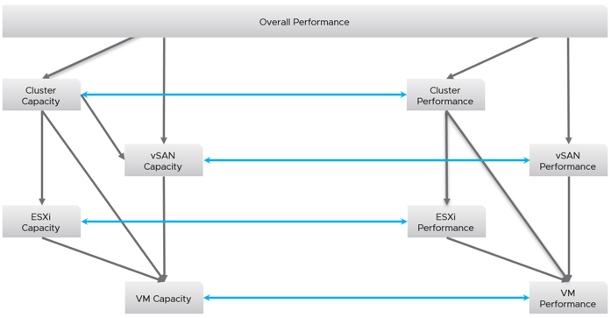 Overall Performance
Cluster
Capacity
Cluster
Performance
vSAN
Capacity
vSAN
Performance
ESXi
Capacity
ESXi
Performance
VM Capacity
VM
Performance